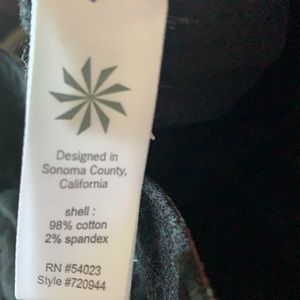 Designed in
Sonoma County,
California
shell :
98% cotton
2% spandex
RN #54023
Style #720944